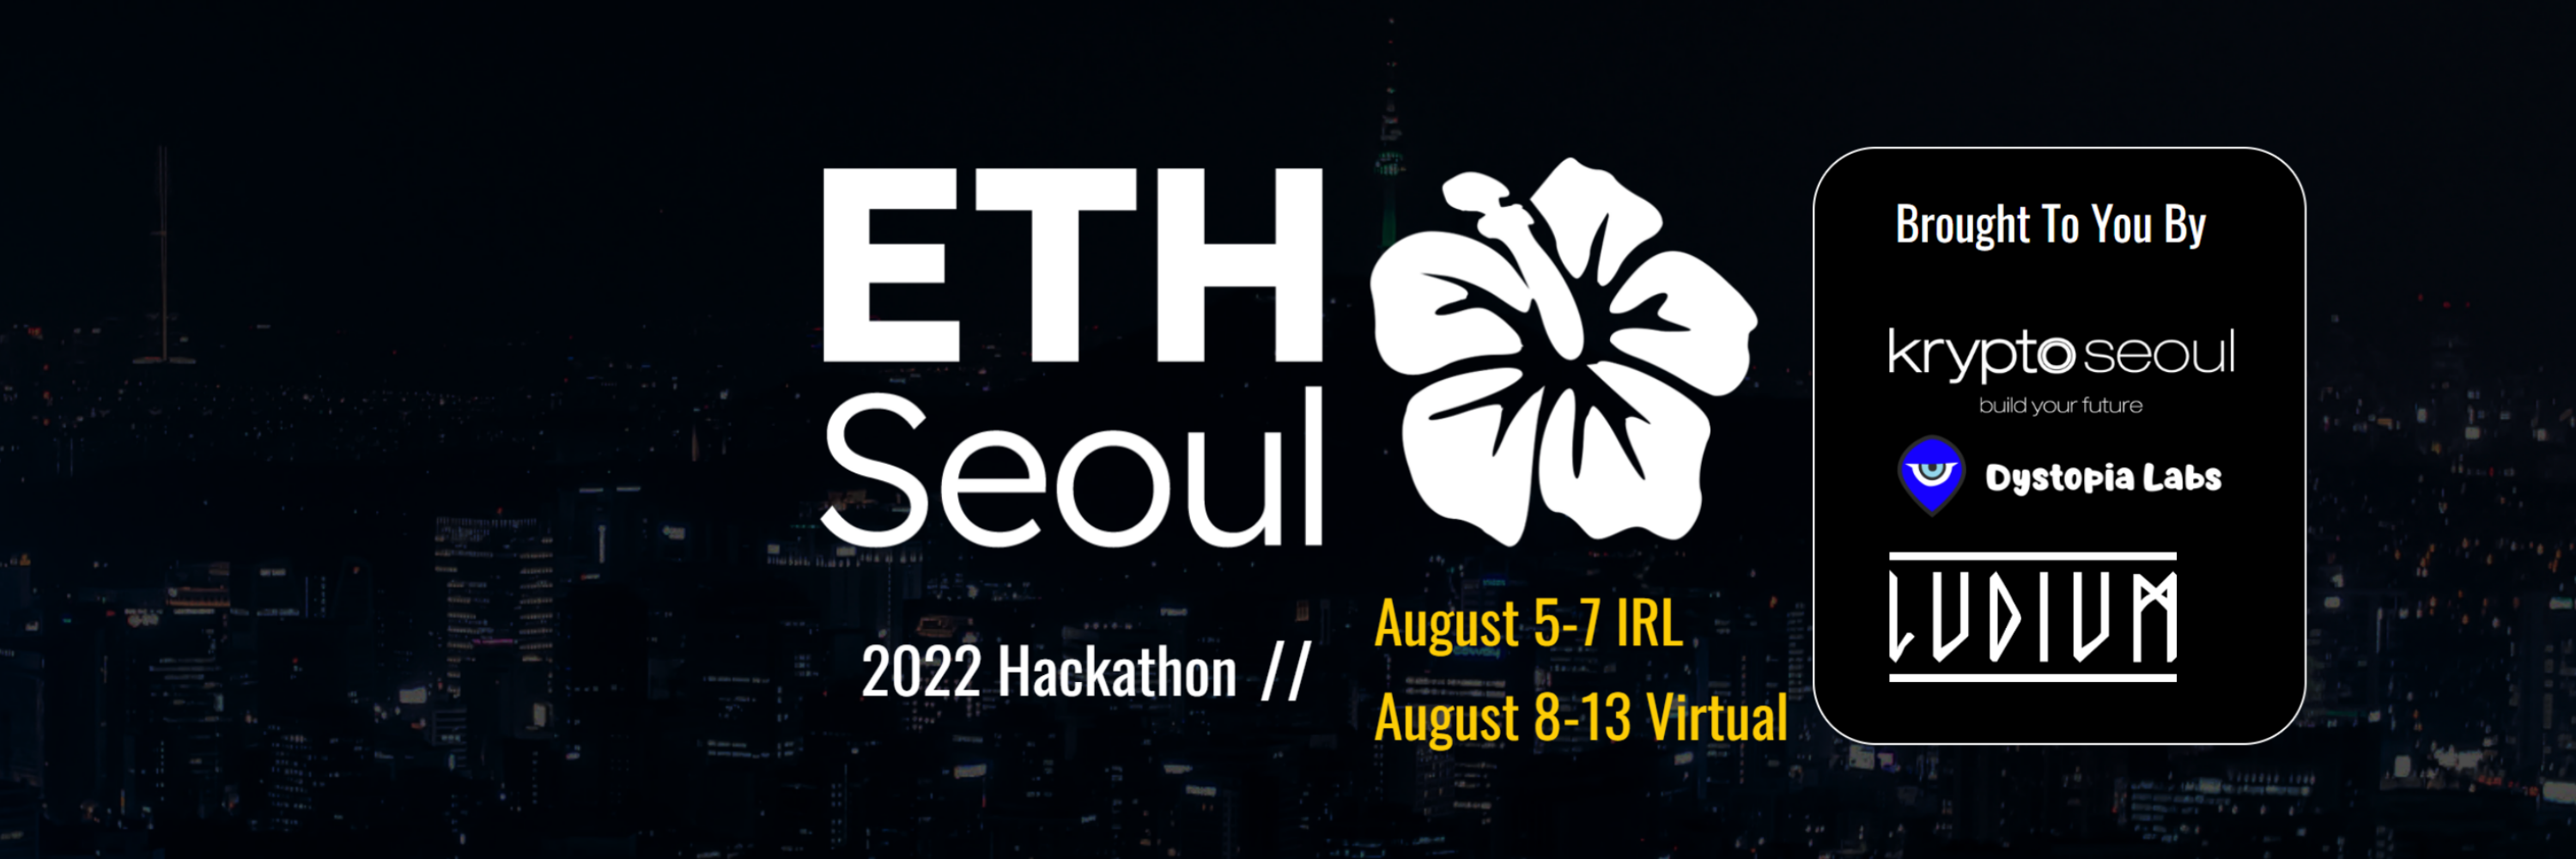 ETH
Seoul
2022 Hackathon //
August 5-7 IRL
August 8-13 Virtual
Brought To You By
kryptoseoul
build your future
Dystopia Labs
LUDIUM